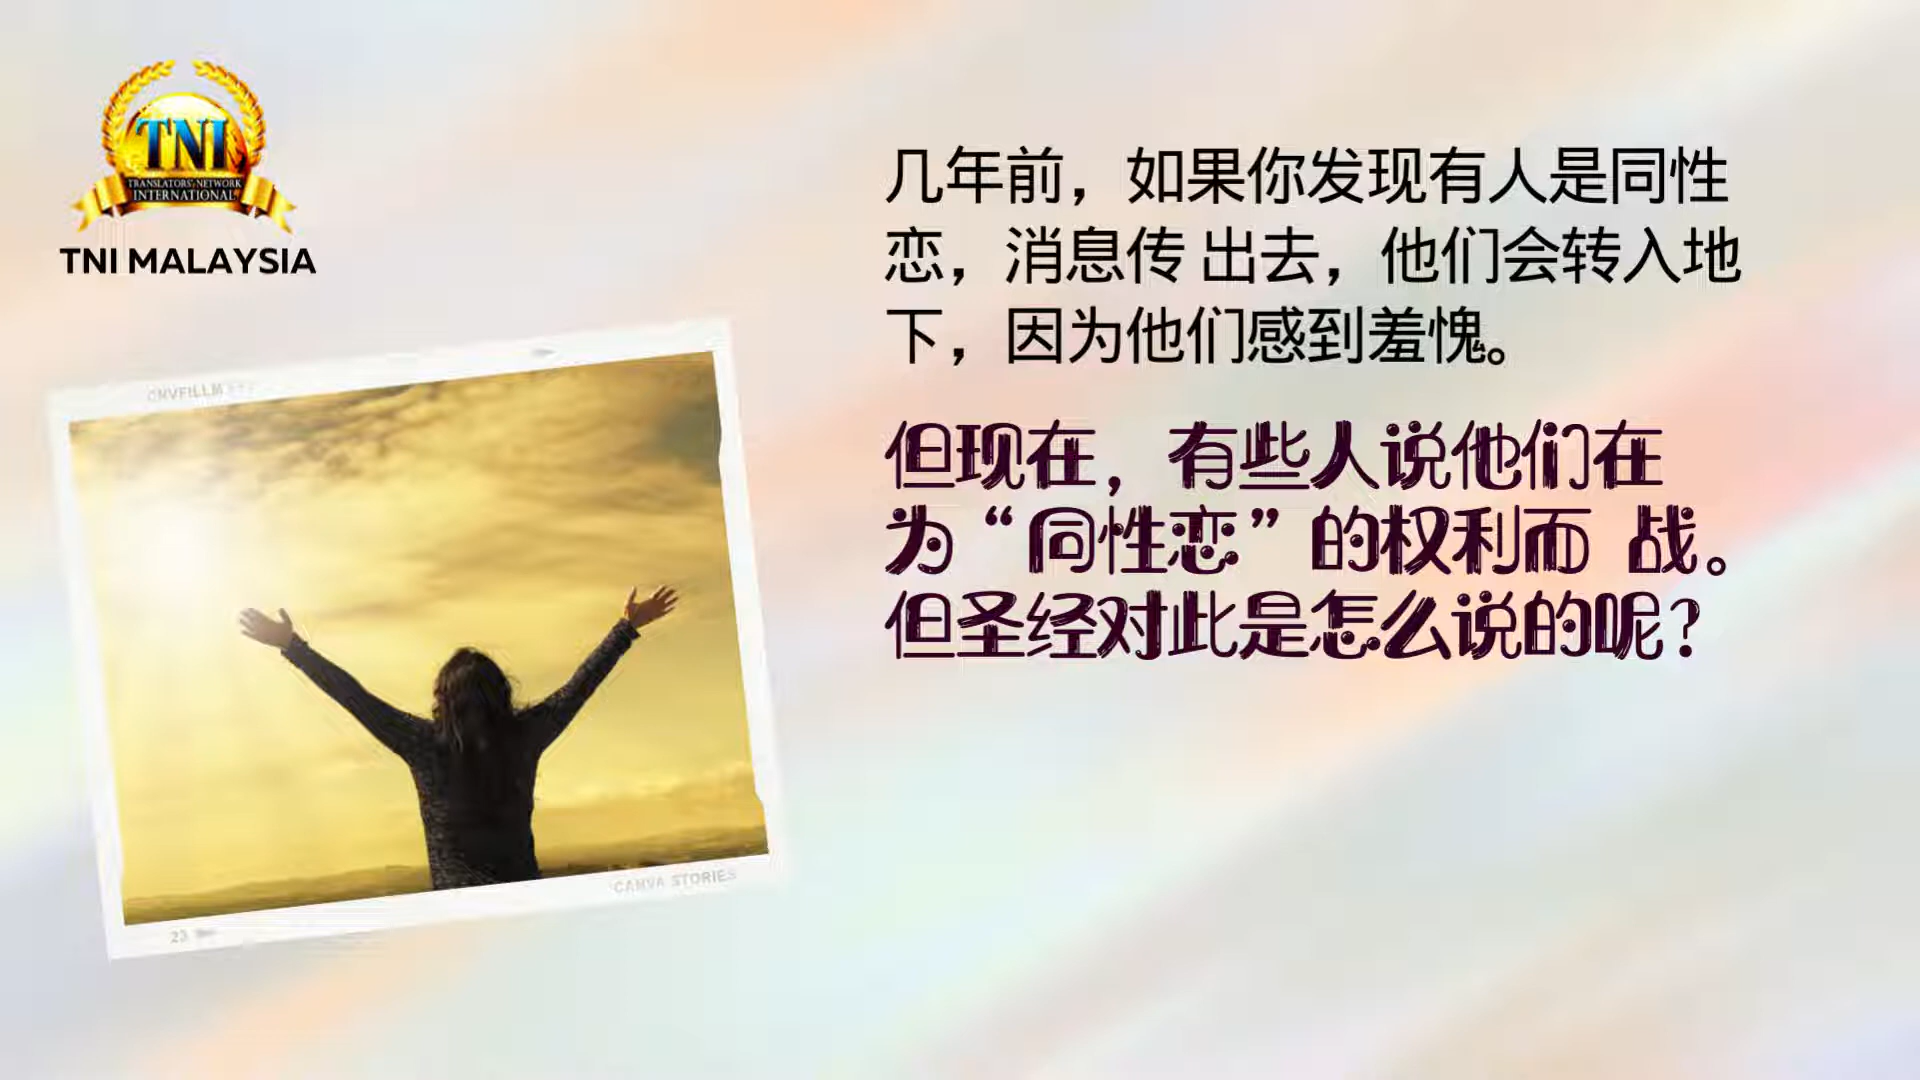 TNI
TRANSLATORS' NETWORK
INTERNATIONAL
TNI MALAYSIA
几年前，如果你发现有人是同性
恋，消息传 出去，他们会转入地
下，因为他们感到羞愧。
但现在，有些人说他们在
为“同性恋”的权利而 战。
但圣经对此是怎么说的呢？
CNVFILLM
CANVA STORIES
23